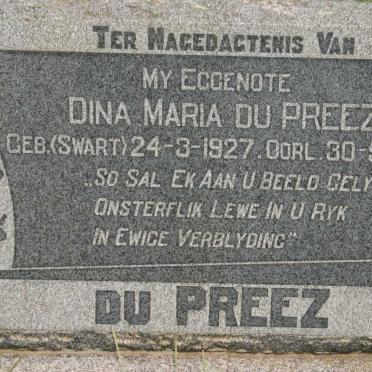 TER NAGEDAGTENIS VAN
MY EGGENOTE
DINA MARIA DU PREEZ
GEB.(SWART) 24-3-1927. OORL. 30-
„SO SAL EK AAN U BEELD GELY
ONSTERFLIK LEWE IN U RYK
IN EWIGE VERBLYDING"
DU PREEZ